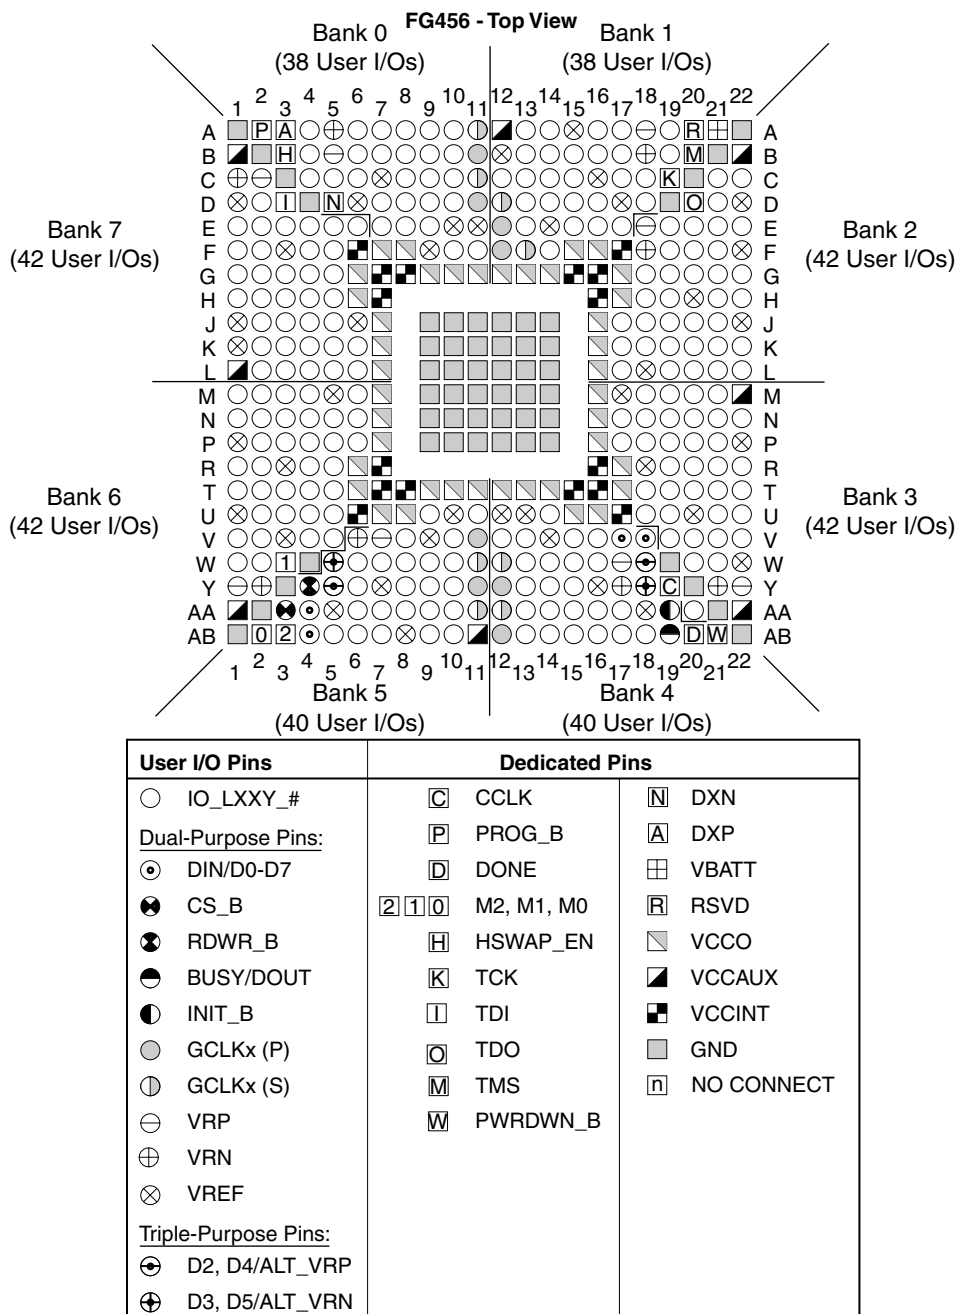 FG456 - Top View
Bank 0
(38 User I/Os)
Bank 1
(38 User I/Os)
1 2 3 4 5 6 7 8 9 10 11 12 13 14 15 16 17 18 19 20 21 22
A P A R A
B H M B
C K C
D I N O D
E E
F F
G G
H H
J J
K K
L L
M M
N N
P P
R R
T T
U U
V V
W 1 W
Y C Y
AA AA
AB 0 2 D W AB
Bank 7
(42 User I/Os)
Bank 2
(42 User I/Os)
Bank 6
(42 User I/Os)
Bank 3
(42 User I/Os)
1 2 3 4 5 6 7 8 9 10 11 12 13 14 15 16 17 18 19 20 21 22
Bank 5
(40 User I/Os)
Bank 4
(40 User I/Os)
User I/O Pins
IO_LXXY_#
Dual-Purpose Pins:
DIN/D0-D7
CS_B
RDWR_B
BUSY/DOUT
INIT_B
GCLKx (P)
GCLKx (S)
VRP
VRN
VREF
Triple-Purpose Pins:
D2, D4/ALT_VRP
D3, D5/ALT_VRN
Dedicated Pins
C CCLK
P PROG_B
D DONE
2 1 0 M2, M1, M0
H HSWAP_EN
K TCK
I TDI
O TDO
M TMS
W PWRDWN_B
N DXN
A DXP
VBATT
R RSVD
VCCO
VCCAUX
VCCINT
GND
n NO CONNECT